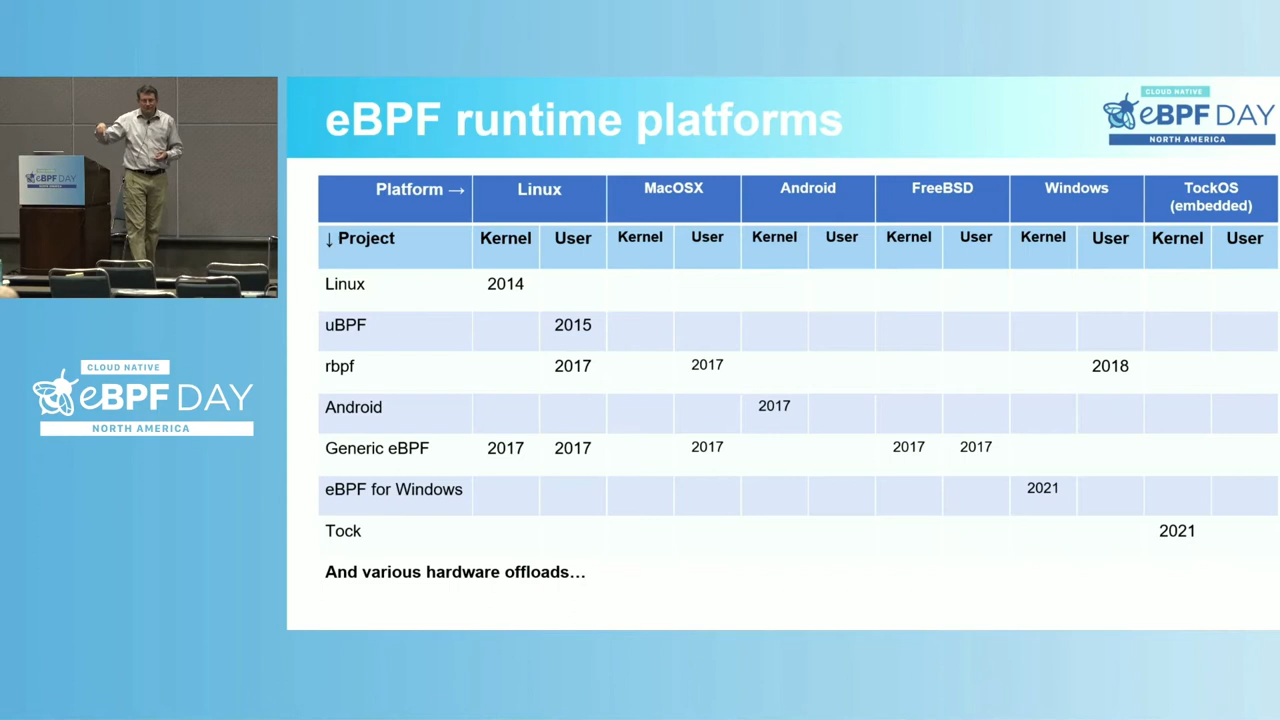 eBPF runtime platforms
CLOUD NATIVE
eBPF DAY
NORTH AMERICA
Platform → Linux MacOSX Android FreeBSD Windows TockOS (embedded)
↓ Project Kernel User Kernel User Kernel User Kernel User Kernel User Kernel User
Linux 2014
uBPF 2015
rbpf 2017 2017 2018
Android 2017
Generic eBPF 2017 2017 2017 2017 2017
eBPF for Windows 2021
Tock 2021
And various hardware offloads…
eBPF DAY
CLOUD NATIVE
eBPF DAY
NORTH AMERICA